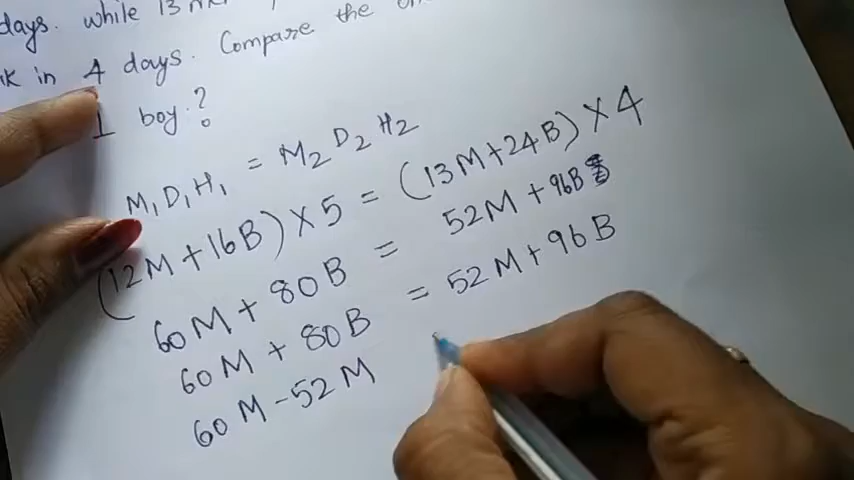 days. while 13
in 4 days. Compare the
1 boy.?
M₁D₁H₁ = M₂D₂H₂
(12M+16B)×5 = (13M+24B)×4
60M+80B = 52M+96B
60M+80B = 52M+96B
60M-52M